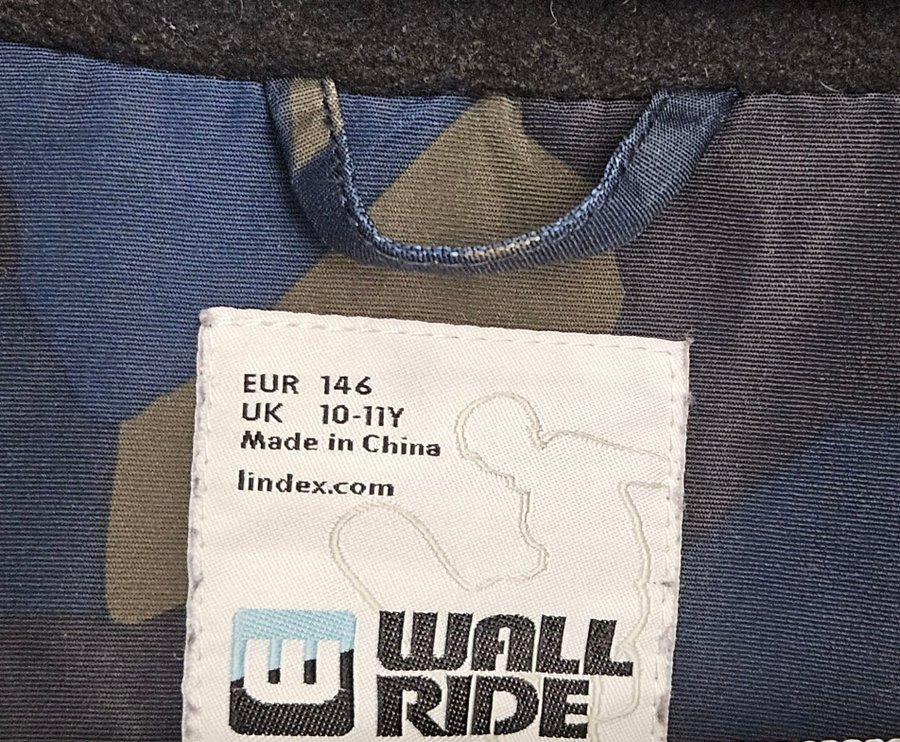 EUR 146
UK 10-11Y
Made in China
lindex.com
WALL
RIDE